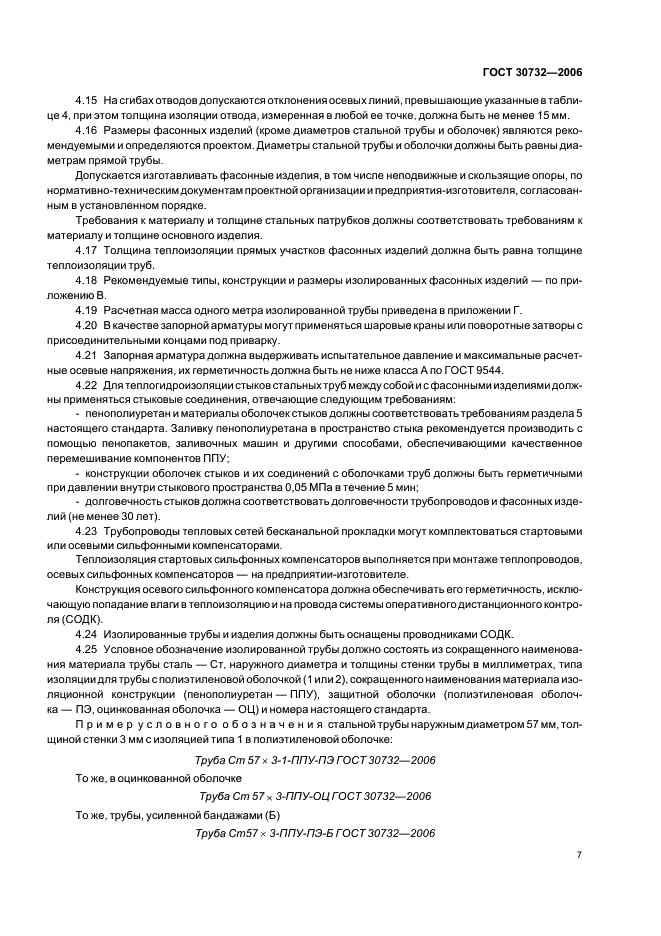 ГОСТ 30732—2006
4.15 На сгибах отводов допускаются отклонения осевых линий, превышающие указанные в табли-
це 4, при этом толщина изоляции отвода, измеренная в любой ее точке, должна быть не менее 15 мм.
4.16 Размеры фасонных изделий (кроме диаметров стальной трубы и оболочек) являются реко-
мендуемыми и определяются проектом. Диаметры стальной трубы и оболочки должны быть равны диа-
метрам прямой трубы.
Допускается изготавливать фасонные изделия, в том числе неподвижные и скользящие опоры, по
нормативно-техническим документам проектной организации и предприятия-изготовителя, согласован-
ным в установленном порядке.
Требования к материалу и толщине стальных патрубков должны соответствовать требованиям к
материалу и толщине основного изделия.
4.17 Толщина теплоизоляции прямых участков фасонных изделий должна быть равна толщине
теплоизоляции труб.
4.18 Рекомендуемые типы, конструкции и размеры изолированных фасонных изделий — по при-
ложению В.
4.19 Расчетная масса одного метра изолированной трубы приведена в приложении Г.
4.20 В качестве запорной арматуры могут применяться шаровые краны или поворотные затворы с
присоединительными концами под приварку.
4.21 Запорная арматура должна выдерживать испытательное давление и максимальные расчет-
ные осевые напряжения, их герметичность должна быть не ниже класса А по ГОСТ 9544.
4.22 Для теплогидроизоляции стыков стальных труб между собой и с фасонными изделиями долж-
ны применяться стыковые соединения, отвечающие следующим требованиям:
- пенополиуретан и материалы оболочек стыков должны соответствовать требованиям раздела 5
настоящего стандарта. Заливку пенополиуретана в пространство стыка рекомендуется производить с
помощью пенопакетов, заливочных машин и другими способами, обеспечивающими качественное
перемешивание компонентов ППУ;
- конструкции оболочек стыков и их соединений с оболочками труб должны быть герметичными
при давлении внутри стыкового пространства 0,05 МПа в течение 5 мин;
- долговечность стыков должна соответствовать долговечности трубопроводов и фасонных изде-
лий (не менее 30 лет).
4.23 Трубопроводы тепловых сетей бесканальной прокладки могут комплектоваться стартовыми
или осевыми сильфонными компенсаторами.
Теплоизоляция стартовых сильфонных компенсаторов выполняется при монтаже теплопроводов,
осевых сильфонных компенсаторов — на предприятии-изготовителе.
Конструкция осевого сильфонного компенсатора должна обеспечивать его герметичность, исклю-
чающую попадание влаги в теплоизоляцию и на провода системы оперативного дистанционного контро-
ля (СОДК).
4.24 Изолированные трубы и изделия должны быть оснащены проводниками СОДК.
4.25 Условное обозначение изолированной трубы должно состоять из сокращенного наименова-
ния материала трубы сталь — Ст, наружного диаметра и толщины стенки трубы в миллиметрах, типа
изоляции для трубы с полиэтиленовой оболочкой (1 или 2), сокращенного наименования материала изо-
ляционной конструкции (пенополиуретан — ППУ), защитной оболочки (полиэтиленовая оболоч-
ка — ПЭ, оцинкованная оболочка — ОЦ) и номера настоящего стандарта.
Пример условного обозначения стальной трубы наружным диаметром 57 мм, тол-
щиной стенки 3 мм с изоляцией типа 1 в полиэтиленовой оболочке:
Труба Ст 57 × 3-1-ППУ-ПЭ ГОСТ 30732—2006
То же, в оцинкованной оболочке
Труба Ст 57 × 3-ППУ-ОЦ ГОСТ 30732—2006
То же, трубы, усиленной бандажами (Б)
Труба Ст57 × 3-ППУ-ПЭ-Б ГОСТ 30732—2006
7